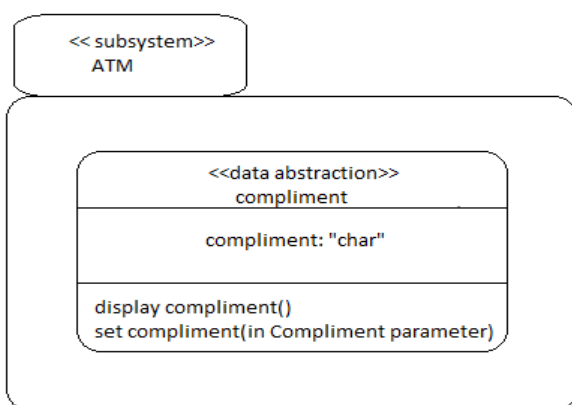 << subsystem>>
ATM
<<data abstraction>>
compliment
compliment: "char"
display compliment()
set compliment(in Compliment parameter)